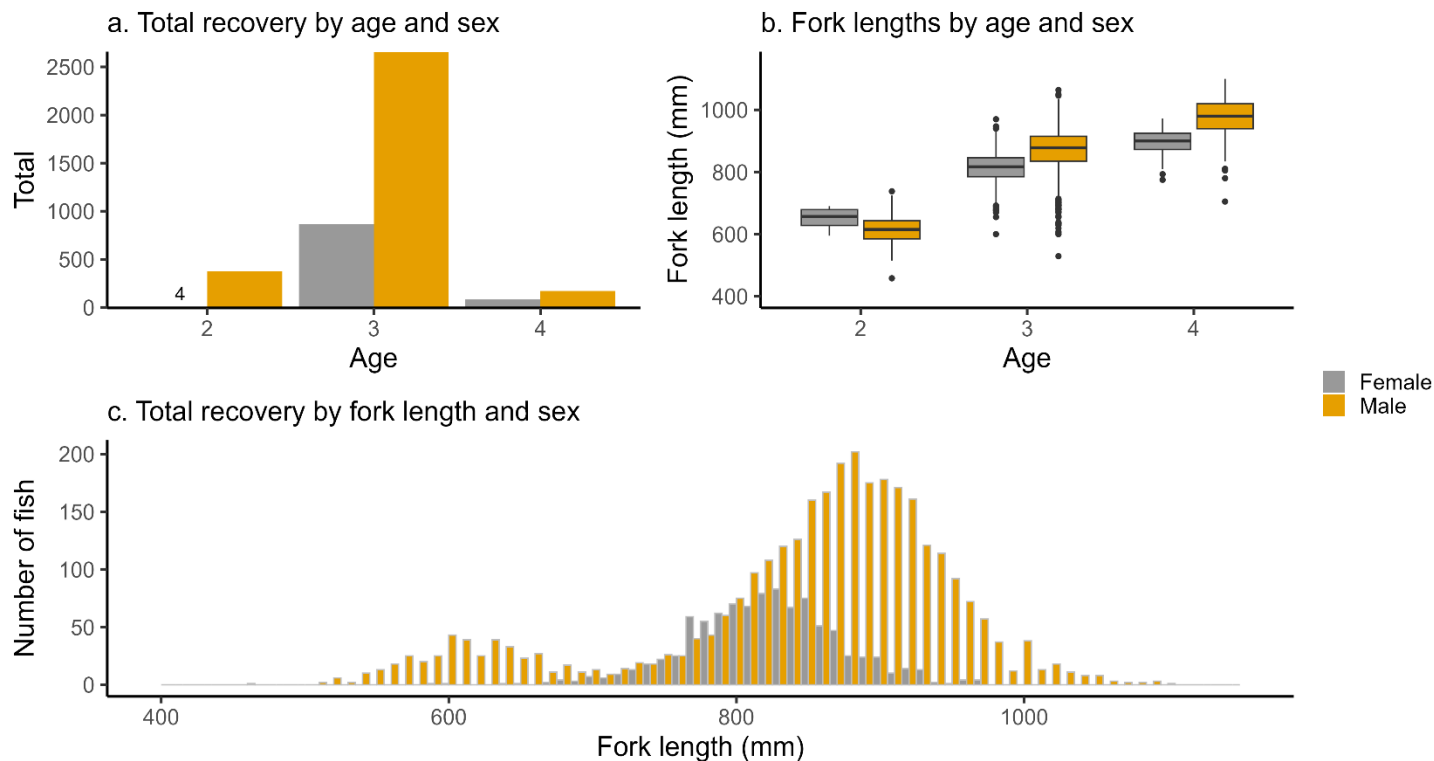 a. Total recovery by age and sex
2500
2000
1500
1000
500
0
Total
4
2
3
4
Age
b. Fork lengths by age and sex
1000
800
600
400
Fork length (mm)
2
3
4
Age
Female
Male
c. Total recovery by fork length and sex
200
150
100
50
0
Number of fish
400
600
800
1000
Fork length (mm)